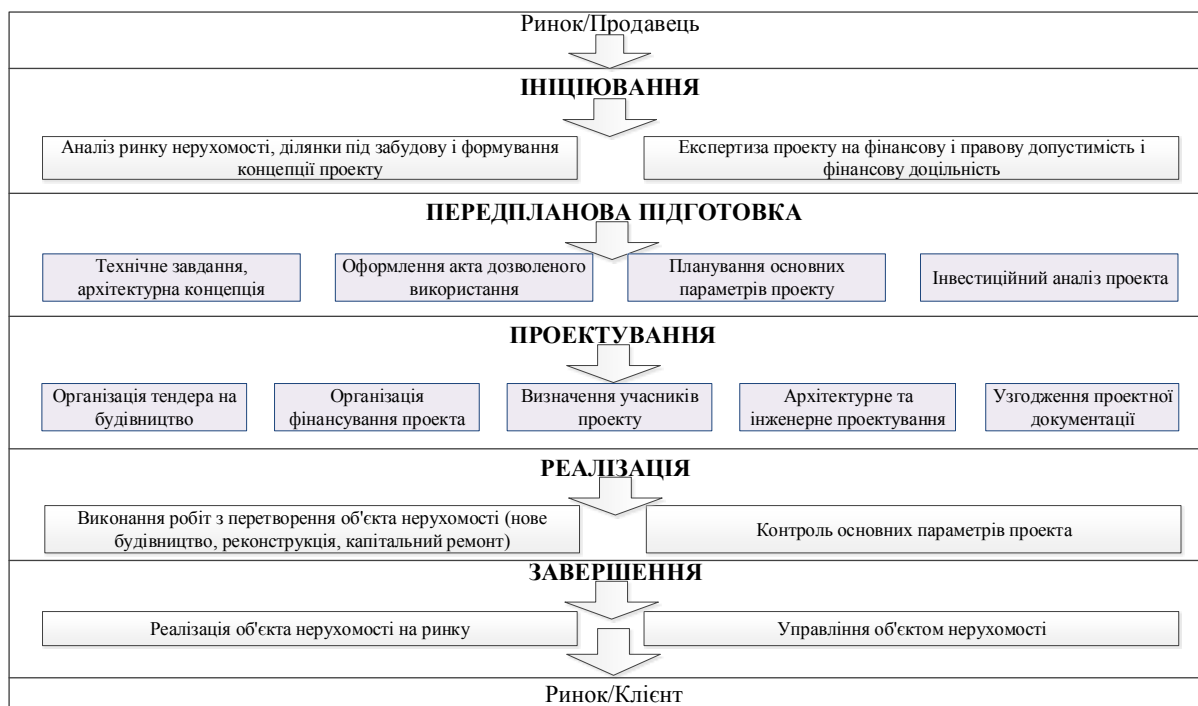 Ринок/Продавець
ІНІЦІЮВАННЯ
Аналіз ринку нерухомості, ділянки під забудову і формування
концепції проекту
Експертиза проекту на фінансову і правову допустимість і
фінансову доцільність
ПЕРЕДПЛАНОВА ПІДГОТОВКА
Технічне завдання,
архітектурна концепція
Оформлення акта дозволеного
використання
Планування основних
параметрів проекту
Інвестиційний аналіз проекта
ПРОЕКТУВАННЯ
Організація тендера на
будівництво
Організація
фінансування проекта
Визначення учасників
проекту
Архітектурне та
інженерне проектування
Узгодження проектної
документації
РЕАЛІЗАЦІЯ
Виконання робіт з перетворення об'єкта нерухомості (нове
будівництво, реконструкція, капітальний ремонт)
Контроль основних параметрів проекта
ЗАВЕРШЕННЯ
Реалізація об'єкта нерухомості на ринку
Управління об'єктом нерухомості
Ринок/Клієнт